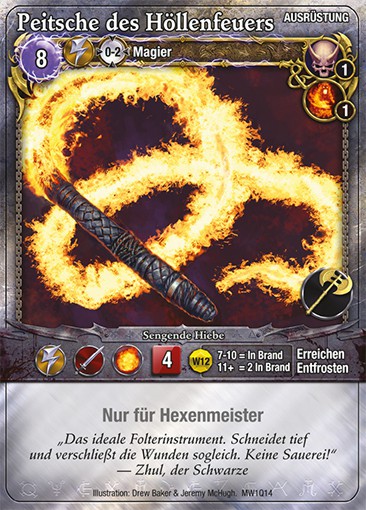 Peitsche des Höllenfeuers AUSRÜSTUNG
8 0-2 Magier 1
1
Sengende Hiebe
4 W12 7-10 = In Brand Erreichen
11+ = 2 In Brand Entfrosten
Nur für Hexenmeister
„Das ideale Folterinstrument. Schneidet tief
und verschließt die Wunden sogleich. Keine Sauerei!“
— Zhul, der Schwarze
Illustration: Drew Baker & Jeremy McHugh. MW1Q14